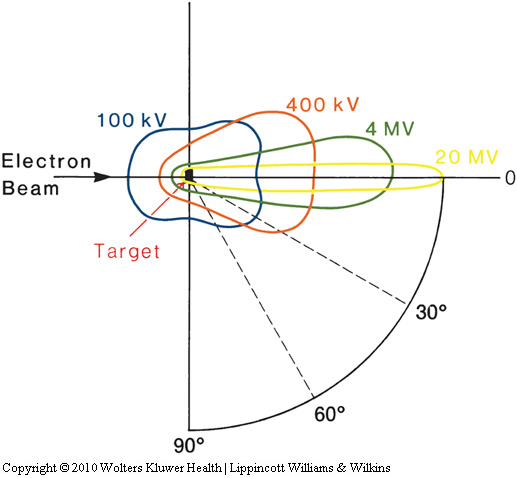 100 kV
400 kV
4 MV
20 MV
Electron
Beam
0
Target
30°
60°
90°
Copyright © 2010 Wolters Kluwer Health | Lippincott Williams & Wilkins